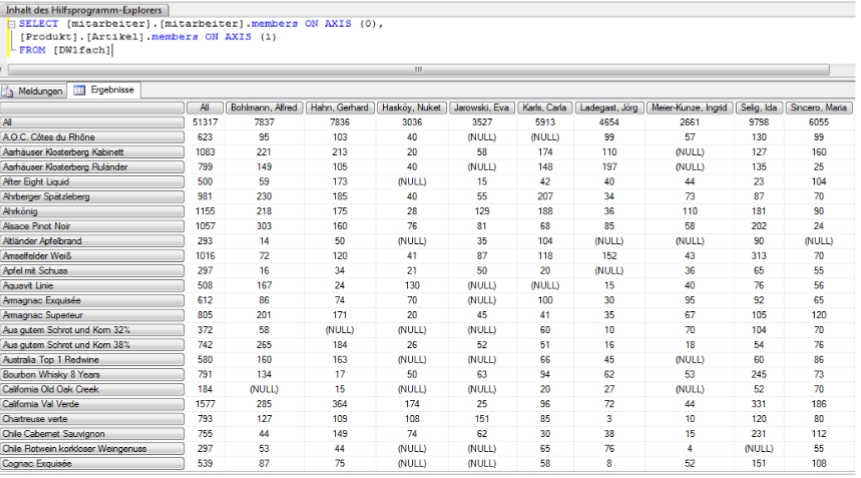 Inhalt des Hilfsprogramm-Explorers
SELECT [mitarbeiter].[mitarbeiter].members ON AXIS (0),
[Produkt].[Artikel].members ON AXIS (1)
FROM [DW1fach]
Meldungen Ergebnisse
All Bohlmann, Alfred Hahn, Gerhard Hasköy, Nuket Jarowski, Eva Karls, Carla Ladegast, Jörg Meier-Kunze, Ingrid Selig, Ida Sincero, Maria
All 51317 7837 7836 3036 3527 5913 4654 2661 9798 6055
A.O.C. Côtes du Rhône 623 95 103 40 (NULL) (NULL) 99 57 130 99
Aarhäuser Klosterberg Kabinett 1083 221 213 20 58 174 110 (NULL) 127 160
Aarhäuser Klosterberg Ruländer 799 149 105 40 (NULL) 148 197 (NULL) 135 25
After Eight Liquid 500 59 173 (NULL) 15 42 40 44 23 104
Ahrberger Spätzleberg 981 230 185 40 55 207 34 73 87 70
Ahrkönig 1155 218 175 28 129 188 36 110 181 90
Alsace Pinot Noir 1057 303 160 76 81 68 85 58 202 24
Altländer Apfelbrand 293 14 50 (NULL) 35 104 (NULL) (NULL) 90 (NULL)
Amselfelder Weiß 1016 72 120 41 87 118 152 43 313 70
Apfel mit Schuss 297 16 34 21 50 20 (NULL) 36 65 55
Aquavit Linie 508 167 24 130 (NULL) (NULL) 15 40 76 56
Armagnac Exquisée 612 86 74 70 (NULL) 100 30 95 92 65
Armagnac Superieur 805 201 171 20 45 41 35 67 105 120
Aus gutem Schrot und Korn 32% 372 58 (NULL) (NULL) (NULL) 60 10 70 104 70
Aus gutem Schrot und Korn 38% 742 265 184 26 52 51 16 18 54 76
Australia Top 1 Redwine 580 160 163 (NULL) (NULL) 66 45 (NULL) 60 86
Bourbon Whisky 8 Years 791 134 17 50 63 94 62 53 245 73
California Old Oak Creek 184 (NULL) 15 (NULL) (NULL) 20 27 (NULL) 52 70
California Val Verde 1577 285 364 174 25 96 72 44 331 186
Chartreuse verte 793 127 109 108 151 85 3 10 120 80
Chile Cabernet Sauvignon 755 44 149 74 62 30 38 15 231 112
Chile Rotwein korkloser Weingenuss 297 53 44 (NULL) (NULL) 65 76 4 (NULL) 55
Cognac Exquisée 539 87 75 (NULL) (NULL) 58 8 52 151 108